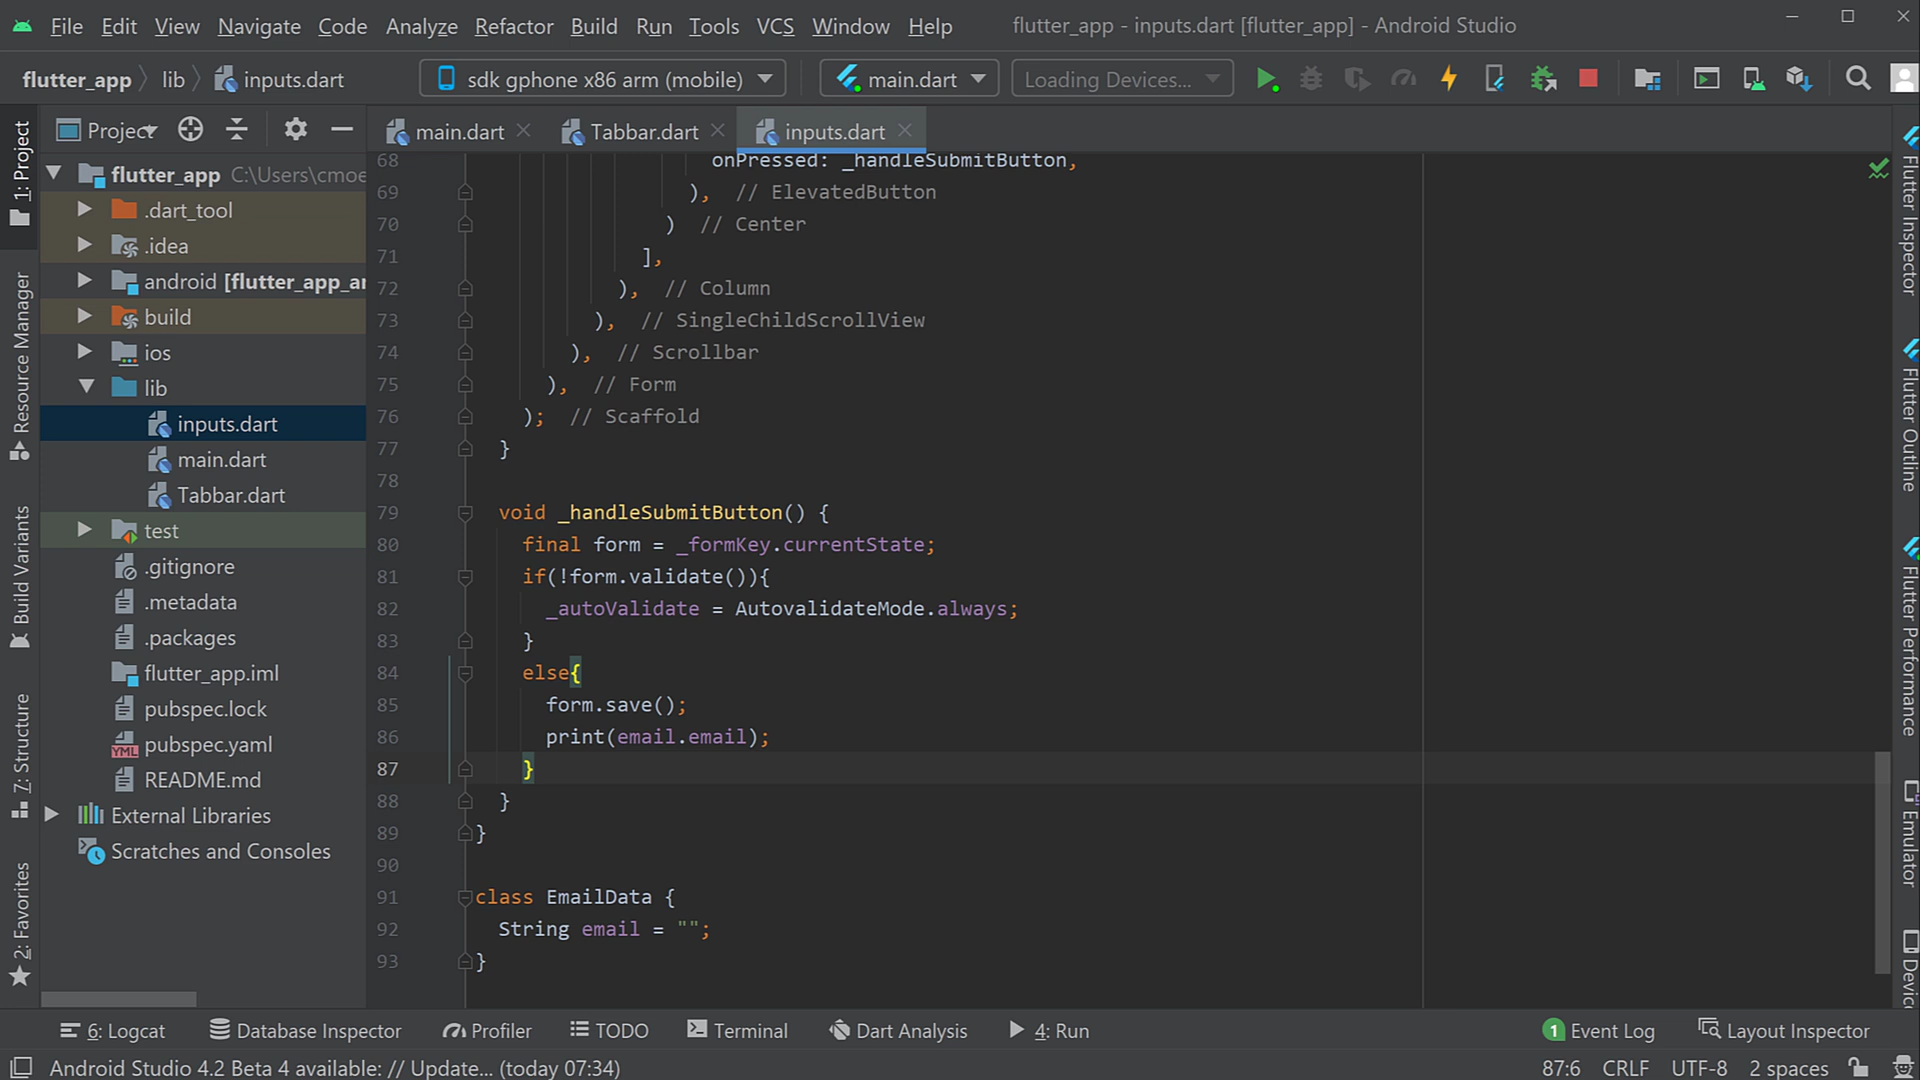 File Edit View Navigate Code Analyze Refactor Build Run Tools VCS Window Help flutter_app - inputs.dart [flutter_app] - Android Studio
flutter_app lib inputs.dart sdk gphone x86 arm (mobile) main.dart Loading Devices...
Project main.dart Tabbar.dart inputs.dart
1: Project
Resource Manager
Build Variants
7: Structure
2: Favorites
flutter_app C:\Users\cmoe
.dart_tool
.idea
android [flutter_app_an
build
ios
lib
inputs.dart
main.dart
Tabbar.dart
test
.gitignore
.metadata
.packages
flutter_app.iml
pubspec.lock
pubspec.yaml
README.md
External Libraries
Scratches and Consoles
68 onPressed: _handleSubmitButton,
69 ), // ElevatedButton
70 ) // Center
71 ],
72 ), // Column
73 ), // SingleChildScrollView
74 ), // Scrollbar
75 ), // Form
76 ); // Scaffold
77 }
78
79 void _handleSubmitButton() {
80 final form = _formKey.currentState;
81 if(!form.validate()){
82 _autoValidate = AutovalidateMode.always;
83 }
84 else{
85 form.save();
86 print(email.email);
87 }
88 }
89 }
90
91 class EmailData {
92 String email = "";
93 }
Flutter Inspector
Flutter Outline
Flutter Performance
Emulator
Devic
6: Logcat Database Inspector Profiler TODO Terminal Dart Analysis 4: Run 1 Event Log Layout Inspector
Android Studio 4.2 Beta 4 available: // Update... (today 07:34) 87:6 CRLF UTF-8 2 spaces